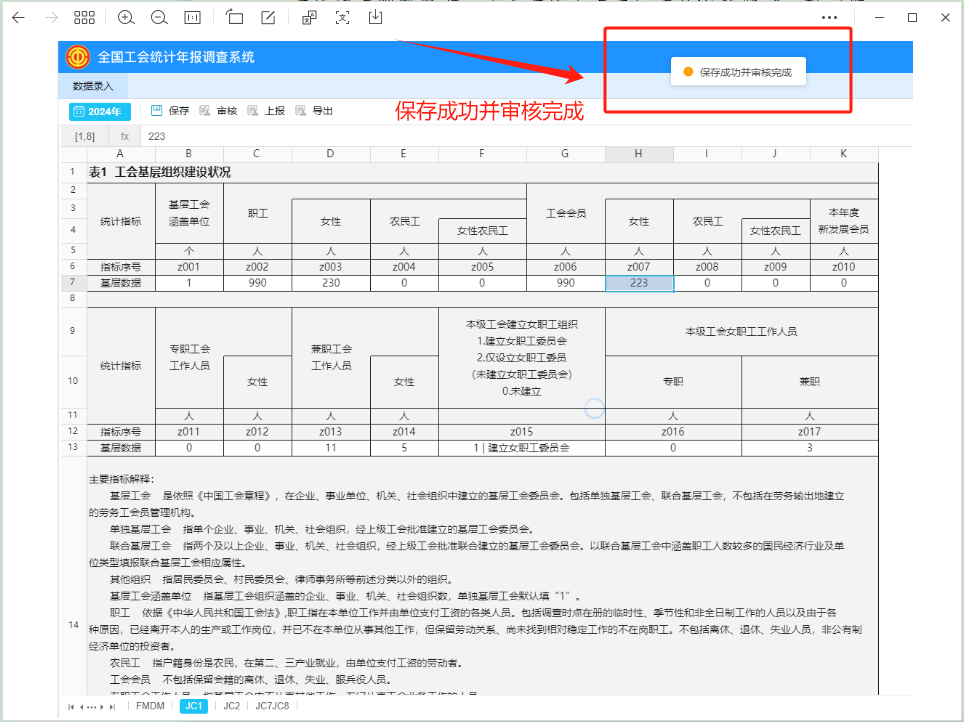 全国工会统计年报调查系统
保存成功并审核完成
数据录入
2024年 保存 审核 上报 导出
保存成功并审核完成
[1,8] fx 223
A B C D E F G H I J K
1 表1 工会基层组织建设状况
2
3
4
统计指标 基层工会涵盖单位 职工 女性 农民工 女性农民工 工会会员 女性 农民工 女性农民工 本年度新发展会员
5 个 人 人 人 人 人 人 人 人 人
6 指标序号 z001 z002 z003 z004 z005 z006 z007 z008 z009 z010
7 基层数据 1 990 230 0 0 990 223 0 0 0
8
9
10
统计指标 专职工会工作人员 女性 兼职工会工作人员 女性
本级工会建立女职工组织
1.建立女职工委员会
2.仅设立女职工委员
(未建立女职工委员会)
0.未建立
本级工会女职工工作人员
专职 兼职
11 人 人 人 人 人 人
12 指标序号 z011 z012 z013 z014 z015 z016 z017
13 基层数据 0 0 11 5 1 | 建立女职工委员会 0 3
14
主要指标解释：
基层工会 是依照《中国工会章程》，在企业、事业单位、机关、社会组织中建立的基层工会委员会。包括单独基层工会、联合基层工会，不包括在劳务输出地建立
的劳务工会员管理机构。
单独基层工会 指单个企业、事业、机关、社会组织，经上级工会批准建立的基层工会委员会。
联合基层工会 指两个及以上企业、事业、机关、社会组织，经上级工会批准联合建立的基层工会委员会。以联合基层工会中涵盖职工人数较多的国民经济行业及单
位类型填报联合基层工会相应属性。
其他组织 指居民委员会、村民委员会、律师事务所等前述分类以外的组织。
基层工会涵盖单位 指基层工会组织涵盖的企业、事业、机关、社会组织数，单独基层工会默认填“1”。
职工 依据《中华人民共和国工会法》,职工指在本单位工作并由单位支付工资的各类人员。包括调查时点在册的临时性、季节性和非全日制工作的人员以及由于各
种原因，已经离开本人的生产或工作岗位，并已不在本单位从事其他工作，但保留劳动关系、尚未找到相对稳定工作的不在岗职工。不包括离休、退休、失业人员，非公有制
经济单位的投资者。
农民工 指户籍身份是农民，在第二、三产业就业，由单位支付工资的劳动者。
工会会员 不包括保留会籍的离休、退休、失业、服兵役人员。
FMDM JC1 JC2 JC7JC8